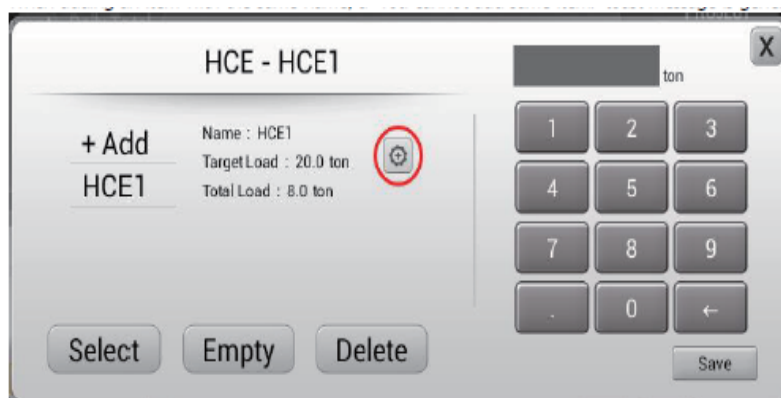 HCE - HCE1
X
ton
+ Add
HCE1
Name : HCE1
Target Load : 20.0 ton
Total Load : 8.0 ton
1 2 3
4 5 6
7 8 9
. 0 ←
Select Empty Delete
Save